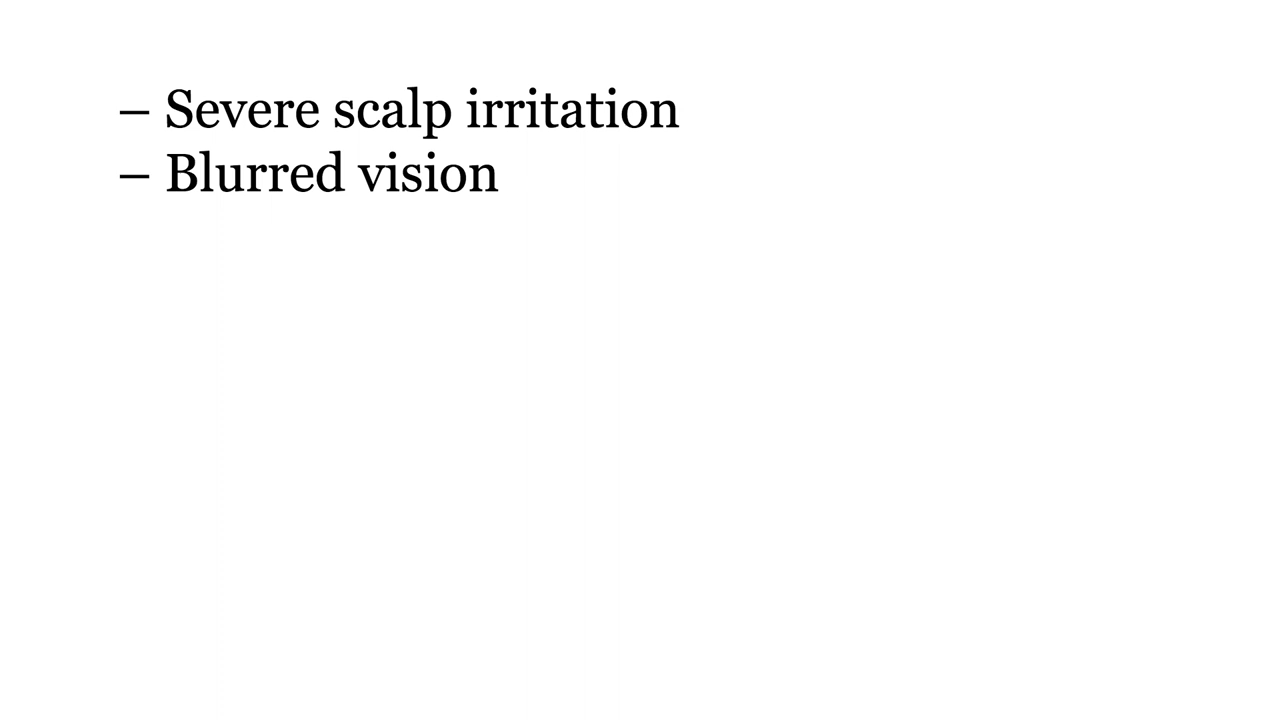 – Severe scalp irritation
– Blurred vision